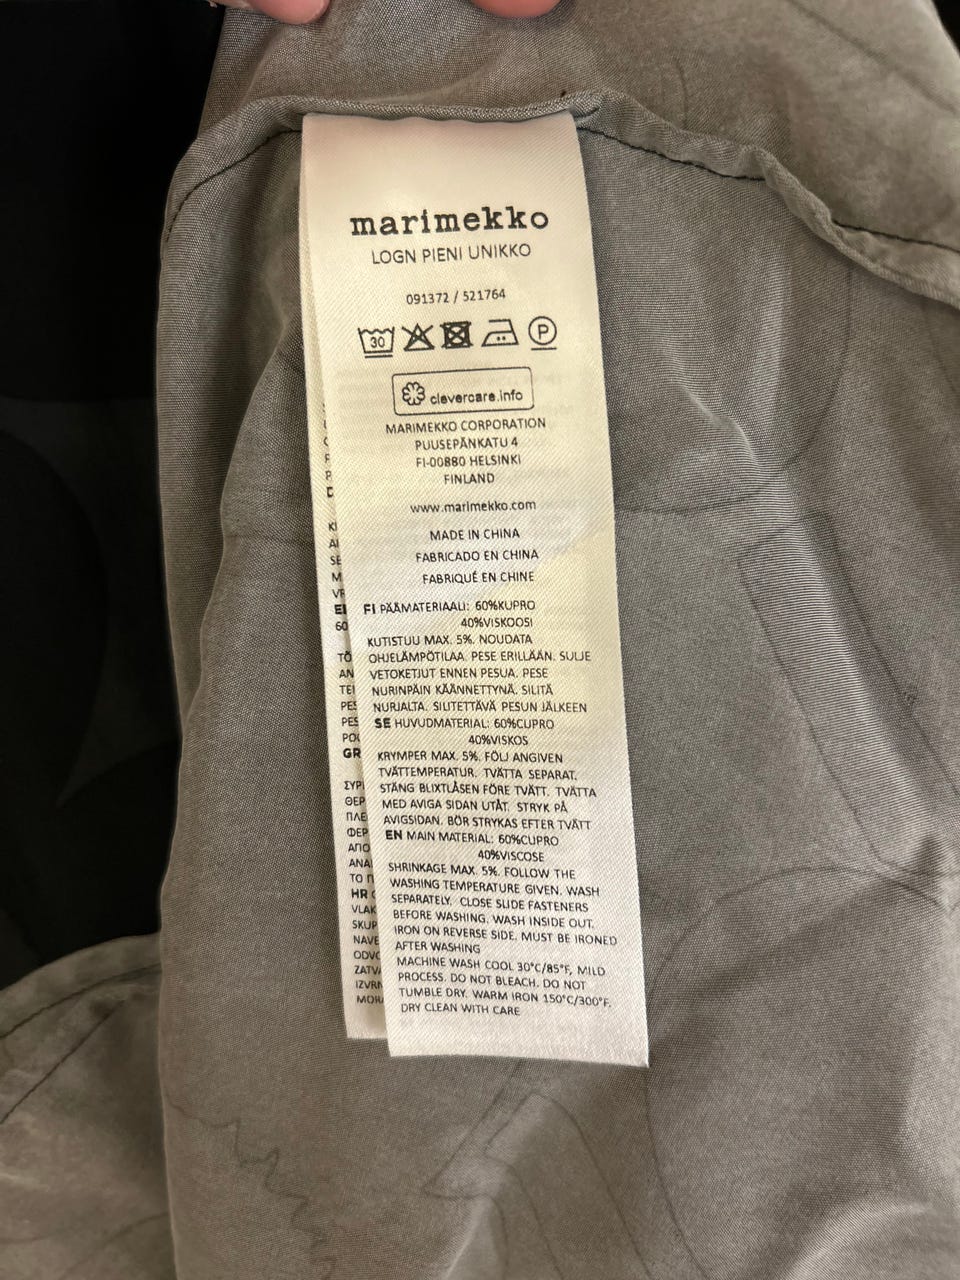 marimekko
LOGN PIENI UNIKKO
091372 / 521764
30 P
clevercare.info
MARIMEKKO CORPORATION
PUUSEPÄNKATU 4
FI-00880 HELSINKI
FINLAND
www.marimekko.com
MADE IN CHINA
FABRICADO EN CHINA
FABRIQUÉ EN CHINE
FI PÄÄMATERIAALI: 60%KUPRO
40%VISKOOSI
KUTISTUU MAX. 5%. NOUDATA
OHJELÄMPÖTILAA. PESE ERILLÄÄN. SULJE
VETOKETJUT ENNEN PESUA. PESE
NURINPÄIN KÄÄNNETTYNÄ. SILITÄ
NURJALTA. SILITETTÄVÄ PESUN JÄLKEEN
SE HUVUDMATERIAL: 60%CUPRO
40%VISKOS
KRYMPER MAX. 5%. FÖLJ ANGIVEN
TVÄTTEMPERATUR. TVÄTTA SEPARAT.
STÄNG BLIXTLÅSEN FÖRE TVÄTT. TVÄTTA
MED AVIGA SIDAN UTÅT. STRYK PÅ
AVIGSIDAN. BÖR STRYKAS EFTER TVÄTT
EN MAIN MATERIAL: 60%CUPRO
40%VISCOSE
SHRINKAGE MAX. 5%. FOLLOW THE
WASHING TEMPERATURE GIVEN. WASH
SEPARATELY. CLOSE SLIDE FASTENERS
BEFORE WASHING. WASH INSIDE OUT.
IRON ON REVERSE SIDE. MUST BE IRONED
AFTER WASHING
MACHINE WASH COOL 30°C/85°F, MILD
PROCESS. DO NOT BLEACH. DO NOT
TUMBLE DRY. WARM IRON 150°C/300°F.
DRY CLEAN WITH CARE